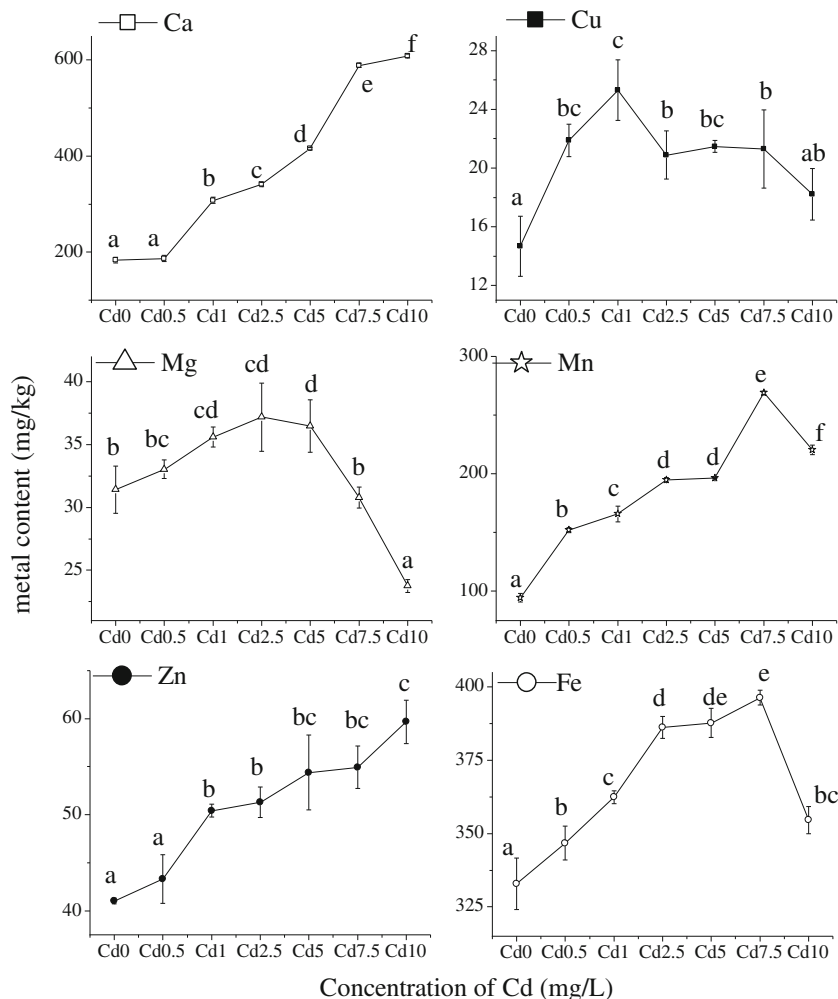 Ca
600
400
200
a
a
b
c
d
e
f
Cd0 Cd0.5 Cd1 Cd2.5 Cd5 Cd7.5 Cd10
Cu
28
24
20
16
12
a
bc
c
b
bc
b
ab
Cd0 Cd0.5 Cd1 Cd2.5 Cd5 Cd7.5 Cd10
metal content (mg/kg)
Mg
40
35
30
25
b
bc
cd
cd
d
b
a
Cd0 Cd0.5 Cd1 Cd2.5 Cd5 Cd7.5 Cd10
Mn
300
200
100
a
b
c
d
d
e
f
Cd0 Cd0.5 Cd1 Cd2.5 Cd5 Cd7.5 Cd10
Zn
60
50
40
a
a
b
b
bc
bc
c
Cd0 Cd0.5 Cd1 Cd2.5 Cd5 Cd7.5 Cd10
Fe
400
375
350
325
a
b
c
d
de
e
bc
Cd0 Cd0.5 Cd1 Cd2.5 Cd5 Cd7.5 Cd10
Concentration of Cd (mg/L)